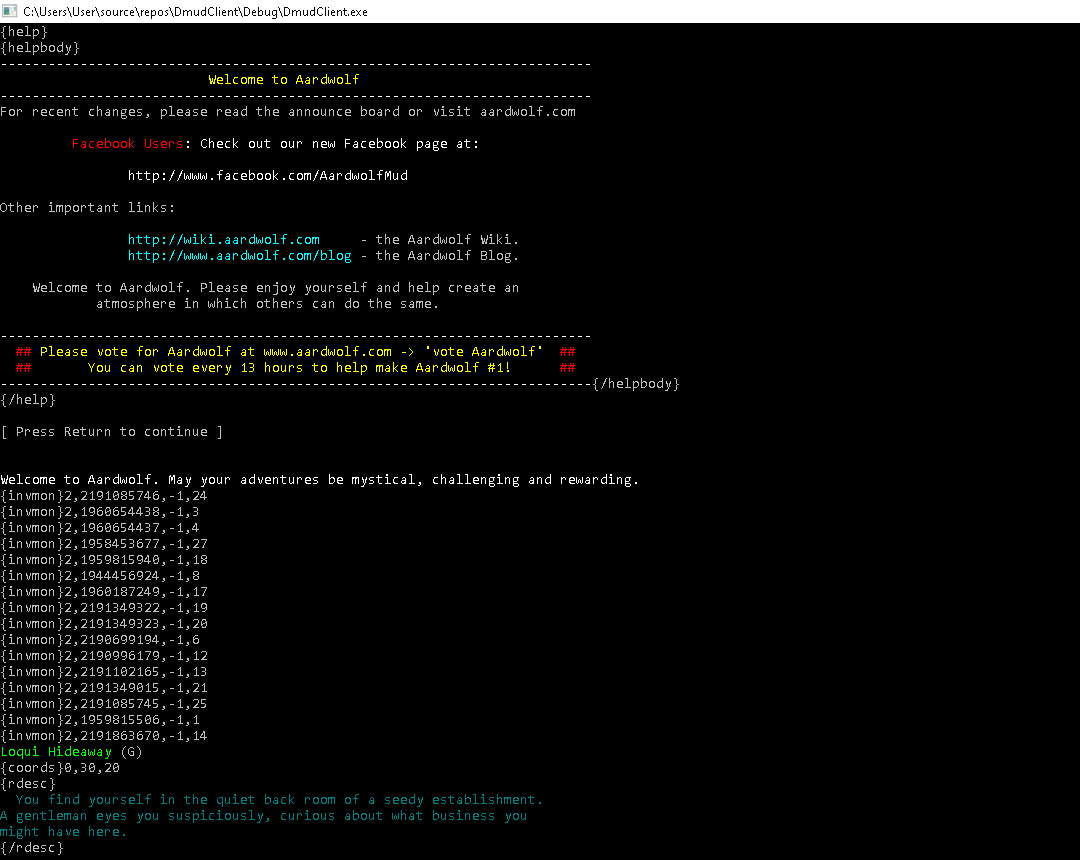 C:\Users\User\source\repos\DmudClient\Debug\DmudClient.exe
{help}
{helpbody}
--------------------------------------------------------------------------
Welcome to Aardwolf
--------------------------------------------------------------------------
For recent changes, please read the announce board or visit aardwolf.com
Facebook Users: Check out our new Facebook page at:
http://www.facebook.com/AardwolfMud
Other important links:
http://wiki.aardwolf.com     - the Aardwolf Wiki.
http://www.aardwolf.com/blog - the Aardwolf Blog.
Welcome to Aardwolf. Please enjoy yourself and help create an
atmosphere in which others can do the same.
--------------------------------------------------------------------------
## Please vote for Aardwolf at www.aardwolf.com -> 'vote Aardwolf'  ##
##       You can vote every 13 hours to help make Aardwolf #1!      ##
--------------------------------------------------------------------------{/helpbody}
{/help}
[ Press Return to continue ]
Welcome to Aardwolf. May your adventures be mystical, challenging and rewarding.
{invmon}2,2191085746,-1,24
{invmon}2,1960654438,-1,3
{invmon}2,1960654437,-1,4
{invmon}2,1958453677,-1,27
{invmon}2,1959815940,-1,18
{invmon}2,1944456924,-1,8
{invmon}2,1960187249,-1,17
{invmon}2,2191349322,-1,19
{invmon}2,2191349323,-1,20
{invmon}2,2190699194,-1,6
{invmon}2,2190996179,-1,12
{invmon}2,2191102165,-1,13
{invmon}2,2191349015,-1,21
{invmon}2,2191085745,-1,25
{invmon}2,1959815506,-1,1
{invmon}2,2191863670,-1,14
Loqui Hideaway (G)
{coords}0,30,20
{rdesc}
You find yourself in the quiet back room of a seedy establishment.
A gentleman eyes you suspiciously, curious about what business you
might have here.
{/rdesc}